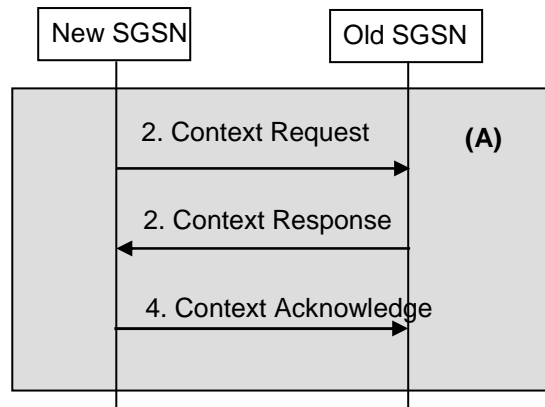 New SGSN
Old SGSN
2. Context Request
(A)
2. Context Response
4. Context Acknowledge